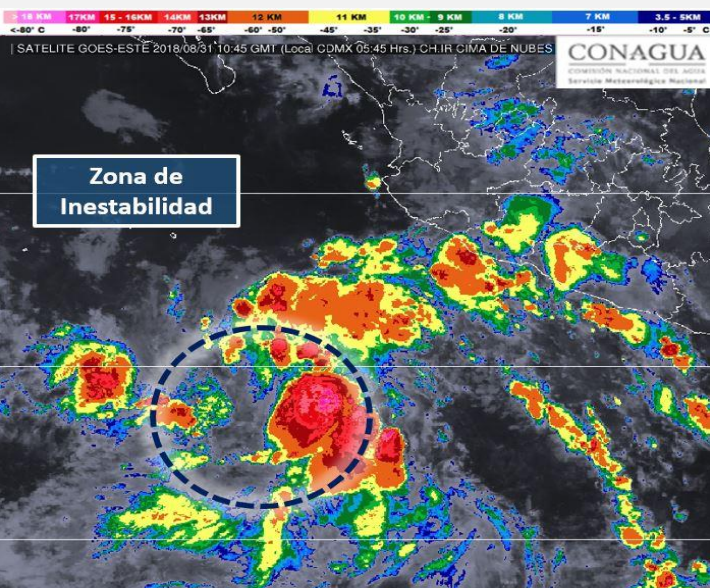 > 18 KM 17KM 15 - 16KM 14KM 13KM 12 KM 11 KM 10 KM - 9 KM 8 KM 7 KM 3.5 - 5KM
<-80° C -80° -75° -70° -65° -60° -50° -45° -35° -30° -25° -20° -15° -10° -5° C
| SATELITE GOES-ESTE 2018/08/31 10:45 GMT (Local CDMX 05:45 Hrs.) CH.IR CIMA DE NUBES
CONAGUA
COMISIÓN NACIONAL DEL AGUA
Servicio Meteorológico Nacional
Zona de
Inestabilidad